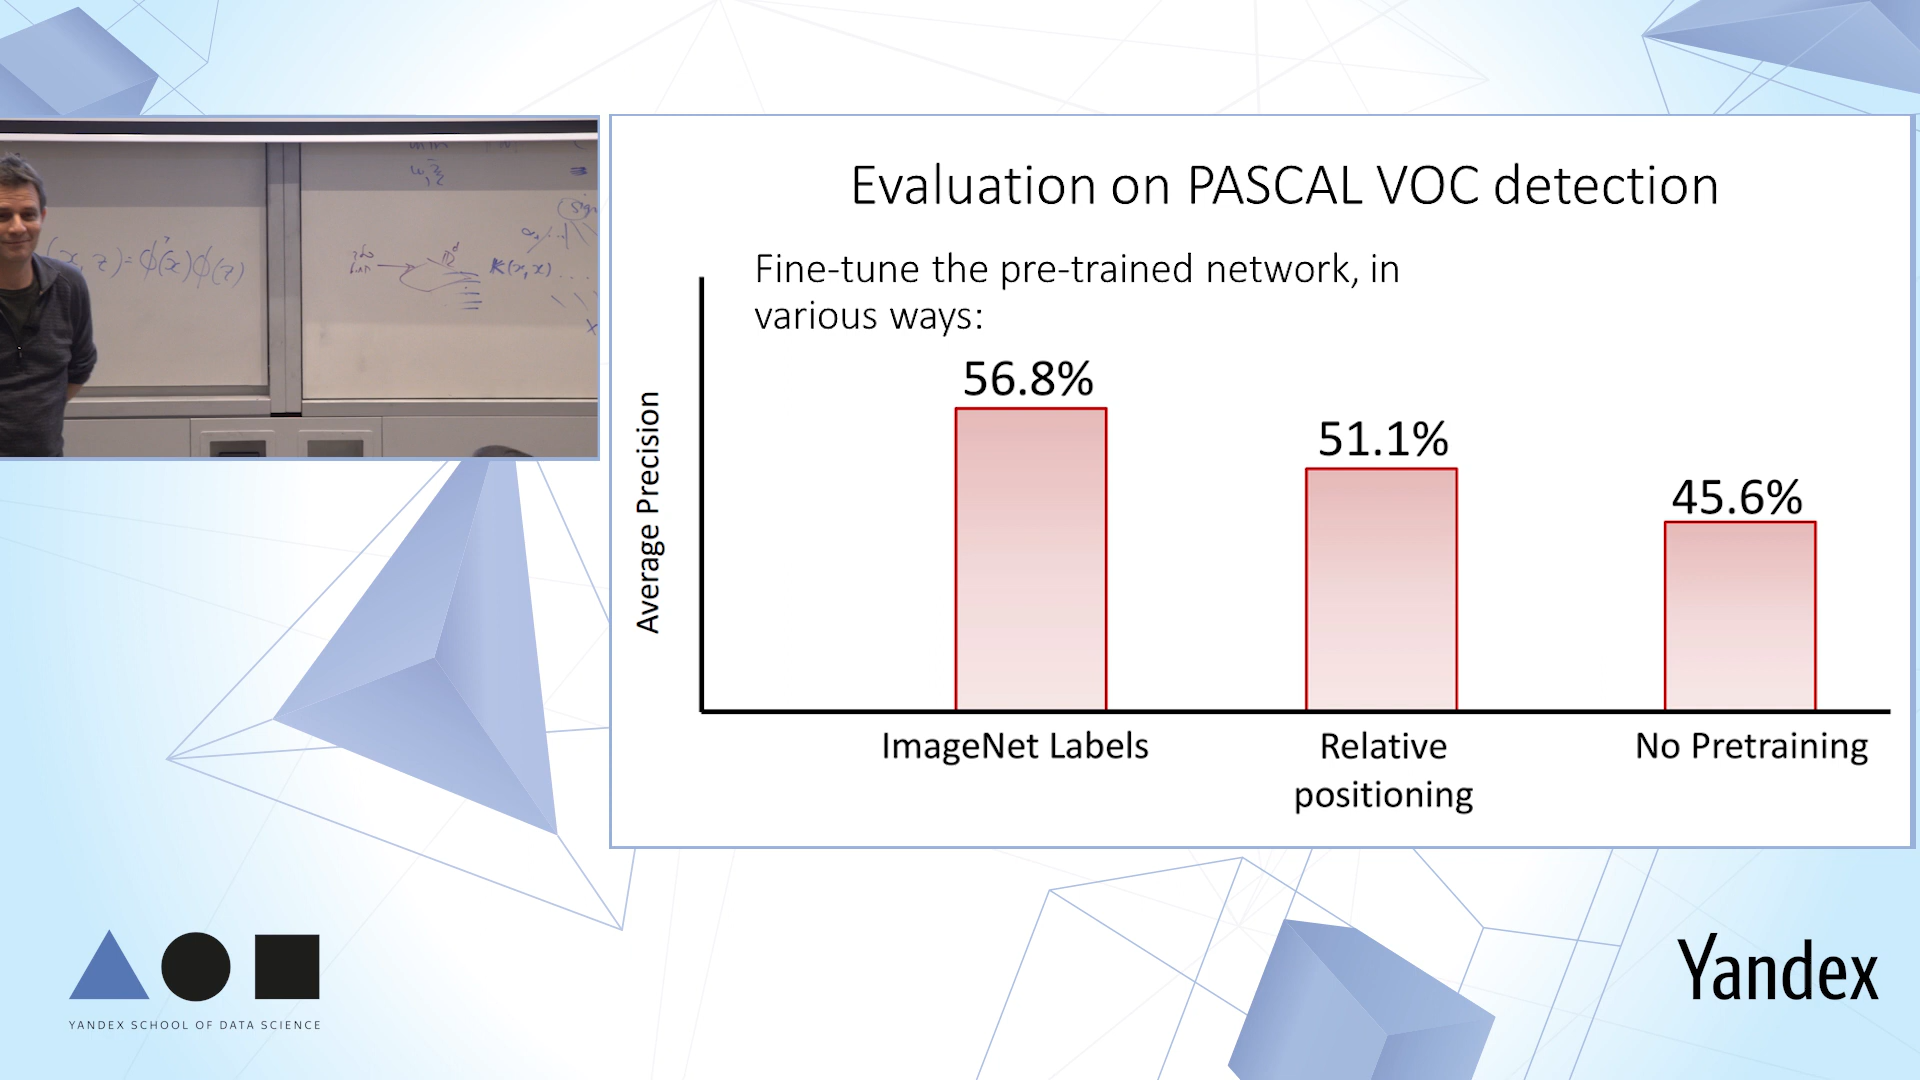 Evaluation on PASCAL VOC detection
Fine-tune the pre-trained network, in
various ways:
Average Precision
56.8%
51.1%
45.6%
ImageNet Labels
Relative
positioning
No Pretraining
K(x,x)
YANDEX SCHOOL OF DATA SCIENCE
Yandex